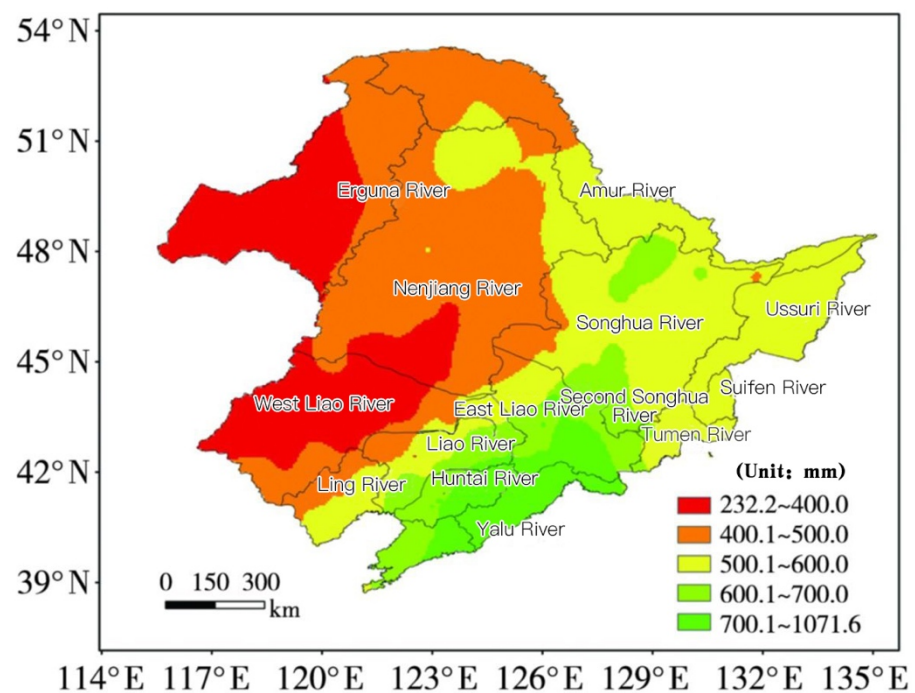 54°N
51°N
48°N
45°N
42°N
39°N
Erguna River
Amur River
Nenjiang River
Ussuri River
Songhua River
Suifen River
Second Songhua
River
West Liao River
East Liao River
Tumen River
Liao River
Huntai River
Ling River
Yalu River
(Unit: mm)
232.2~400.0
400.1~500.0
500.1~600.0
600.1~700.0
700.1~1071.6
0 150 300
km
114°E 117°E 120°E 123°E 126°E 129°E 132°E 135°E